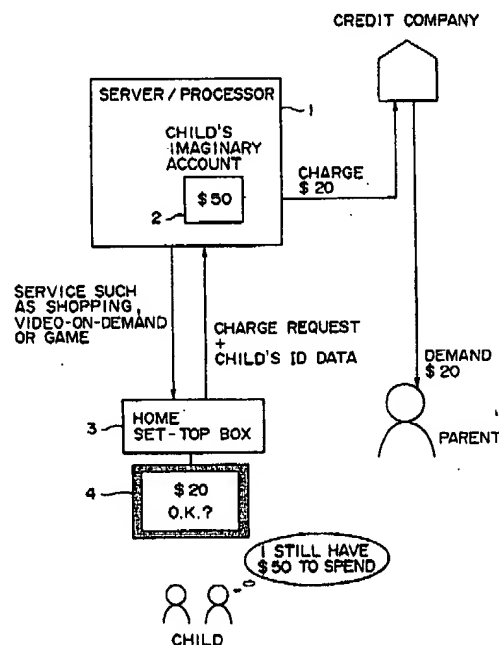 CREDIT COMPANY
SERVER / PROCESSOR
1
CHILD'S
IMAGINARY
ACCOUNT
$50
2
CHARGE
$20
SERVICE SUCH
AS SHOPPING,
VIDEO-ON-DEMAND
OR GAME
CHARGE REQUEST
+
CHILD'S ID DATA
DEMAND
$20
PARENT
3
HOME
SET-TOP BOX
4
$20
O.K.?
I STILL HAVE
$50 TO SPEND
CHILD